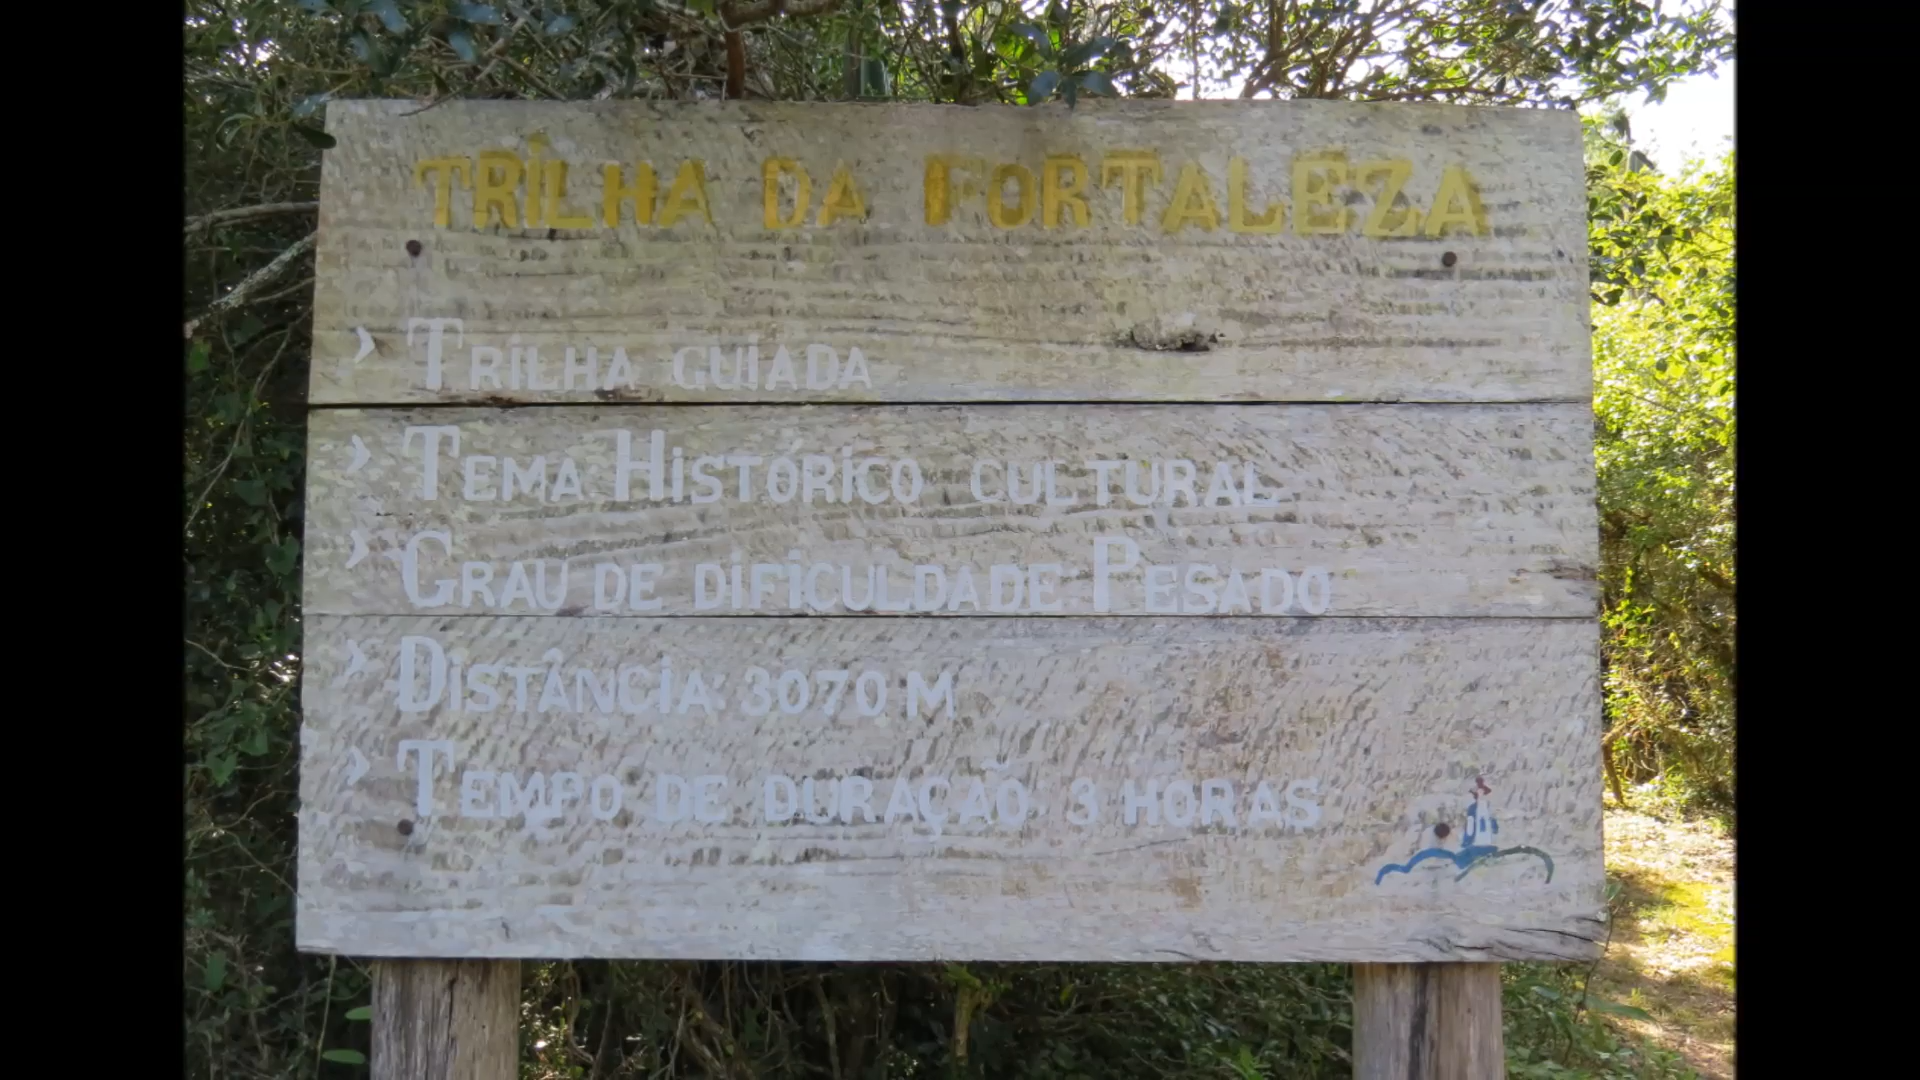 TRILHA DA FORTALEZA
› TRILHA GUIADA
› TEMA HISTÓRICO CULTURAL
› GRAU DE DIFICULDADE: PESADO
› DISTÂNCIA: 3070 M
› TEMPO DE DURAÇÃO 3 HORAS